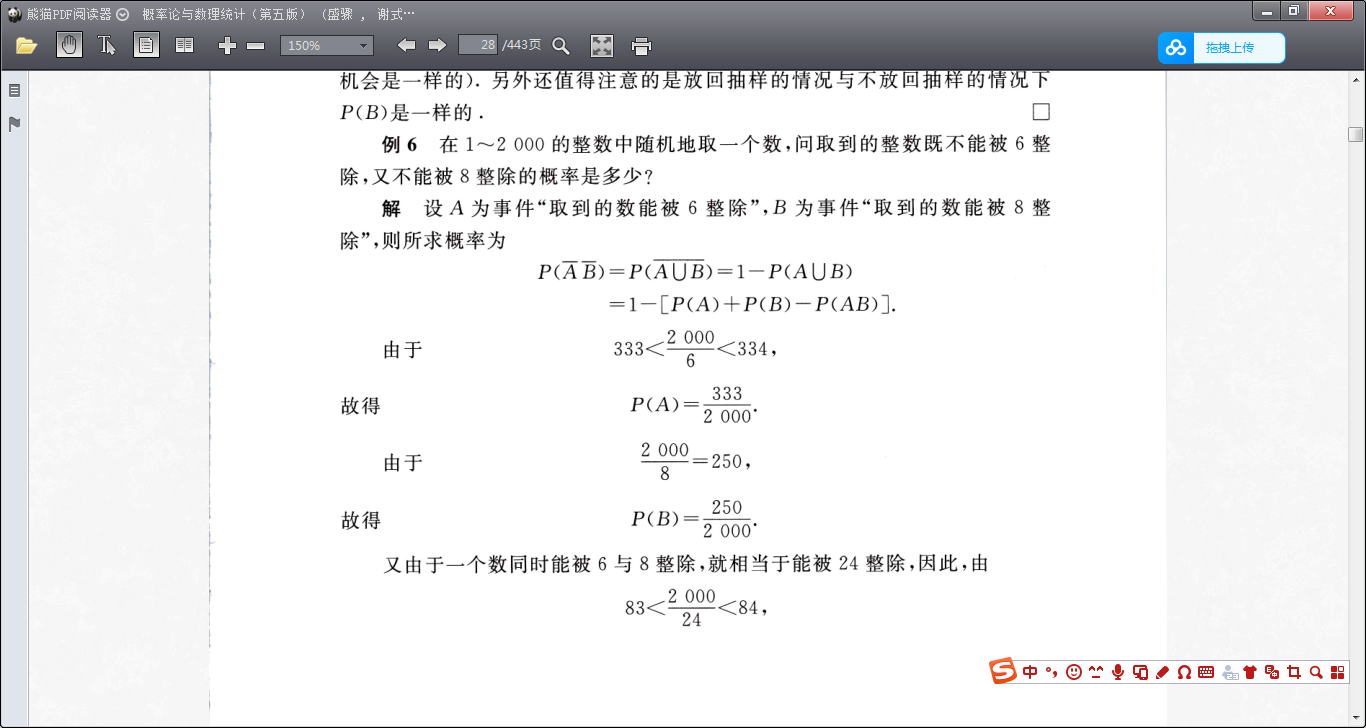 熊猫PDF阅读器 概率论与数理统计（第五版） （盛骤 ， 谢式…
150% 28 /443页 拖拽上传
机会是一样的). 另外还值得注意的是放回抽样的情况与不放回抽样的情况下
P(B)是一样的 . □
例 6 在 1～2 000 的整数中随机地取一个数,问取到的整数既不能被 6 整
除,又不能被 8 整除的概率是多少?
解 设 A 为事件“取到的数能被 6 整除”,B 为事件“取到的数能被 8 整
除”,则所求概率为
P(A̅ B̅)=P(A̅∪̅B̅)=1-P(A∪B)
=1-[P(A)+P(B)-P(AB)].
由于 333<2 000/6<334,
故得 P(A)=333/2 000.
由于 2 000/8=250,
故得 P(B)=250/2 000.
又由于一个数同时能被 6 与 8 整除,就相当于能被 24 整除,因此,由
83<2 000/24<84,
中